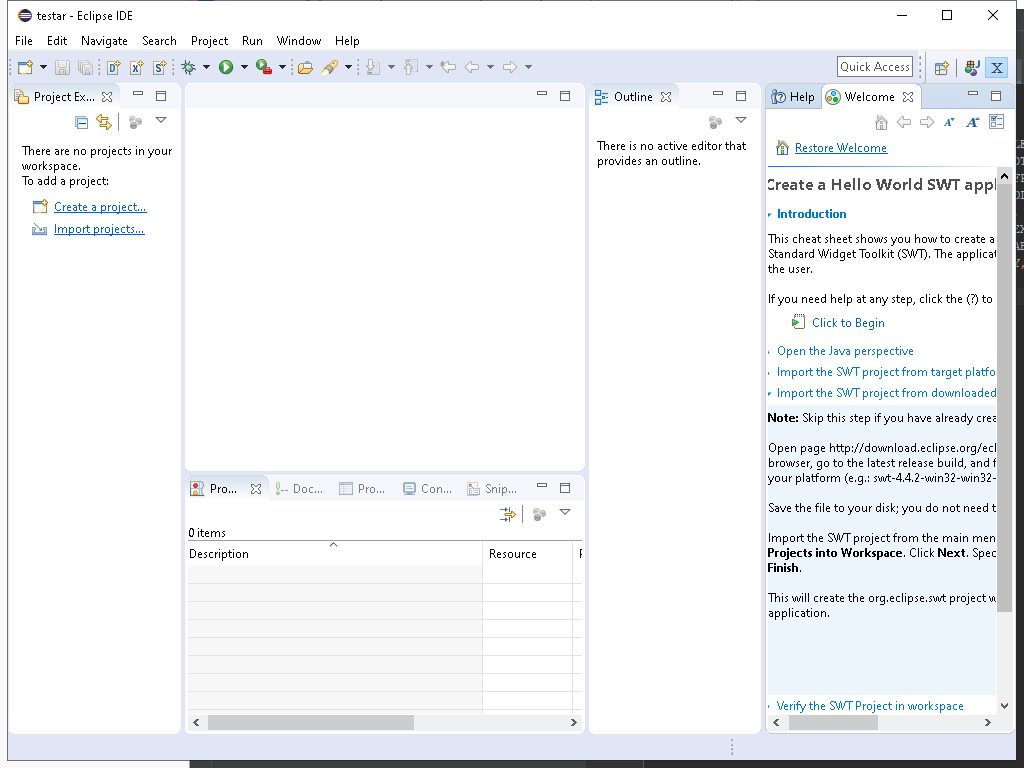 testar - Eclipse IDE
File Edit Navigate Search Project Run Window Help
Quick Access
Project Ex...
There are no projects in your
workspace.
To add a project:
Create a project...
Import projects...
Outline
There is no active editor that
provides an outline.
Help Welcome
Restore Welcome
Create a Hello World SWT appl
Introduction
This cheat sheet shows you how to create a
Standard Widget Toolkit (SWT). The applicat
the user.
If you need help at any step, click the (?) to
Click to Begin
Open the Java perspective
Import the SWT project from target platfo
Import the SWT project from downloaded
Note: Skip this step if you have already crea
Open page http://download.eclipse.org/ecl
browser, go to the latest release build, and f
your platform (e.g.: swt-4.4.2-win32-win32-
Save the file to your disk; you do not need t
Import the SWT project from the main men
Projects into Workspace. Click Next. Spec
Finish.
This will create the org.eclipse.swt project w
application.
Verify the SWT Project in workspace
Pro... Doc... Pro... Con... Snip...
0 items
Description Resource